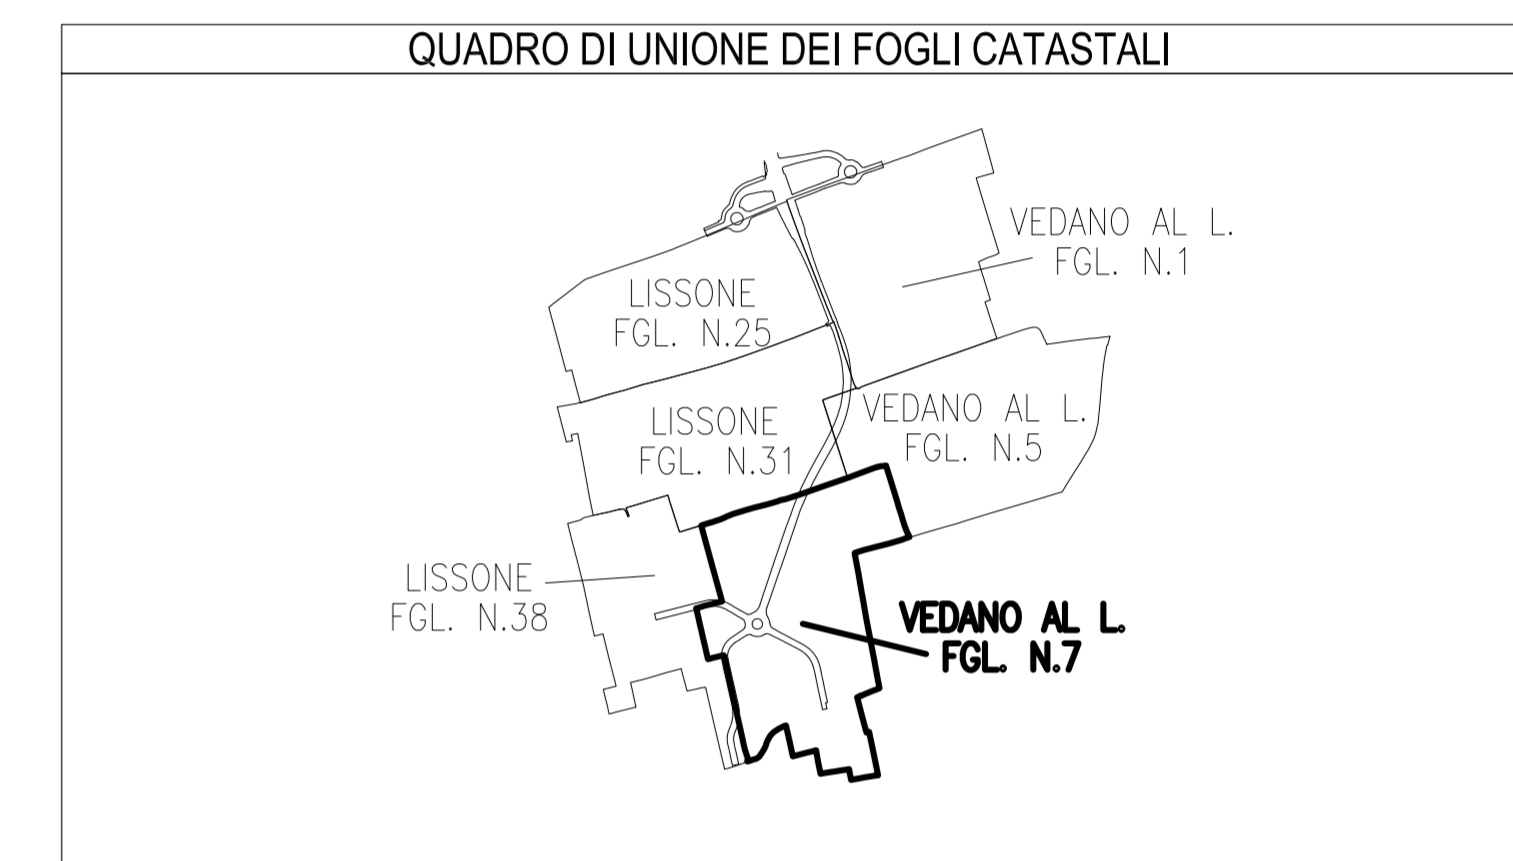 QUADRO DI UNIONE DEI FOGLI CATASTALI
VEDANO AL L.
FGL. N.1
LISSONE
FGL. N.25
LISSONE
FGL. N.31
VEDANO AL L.
FGL. N.5
LISSONE
FGL. N.38
VEDANO AL L.
FGL. N.7